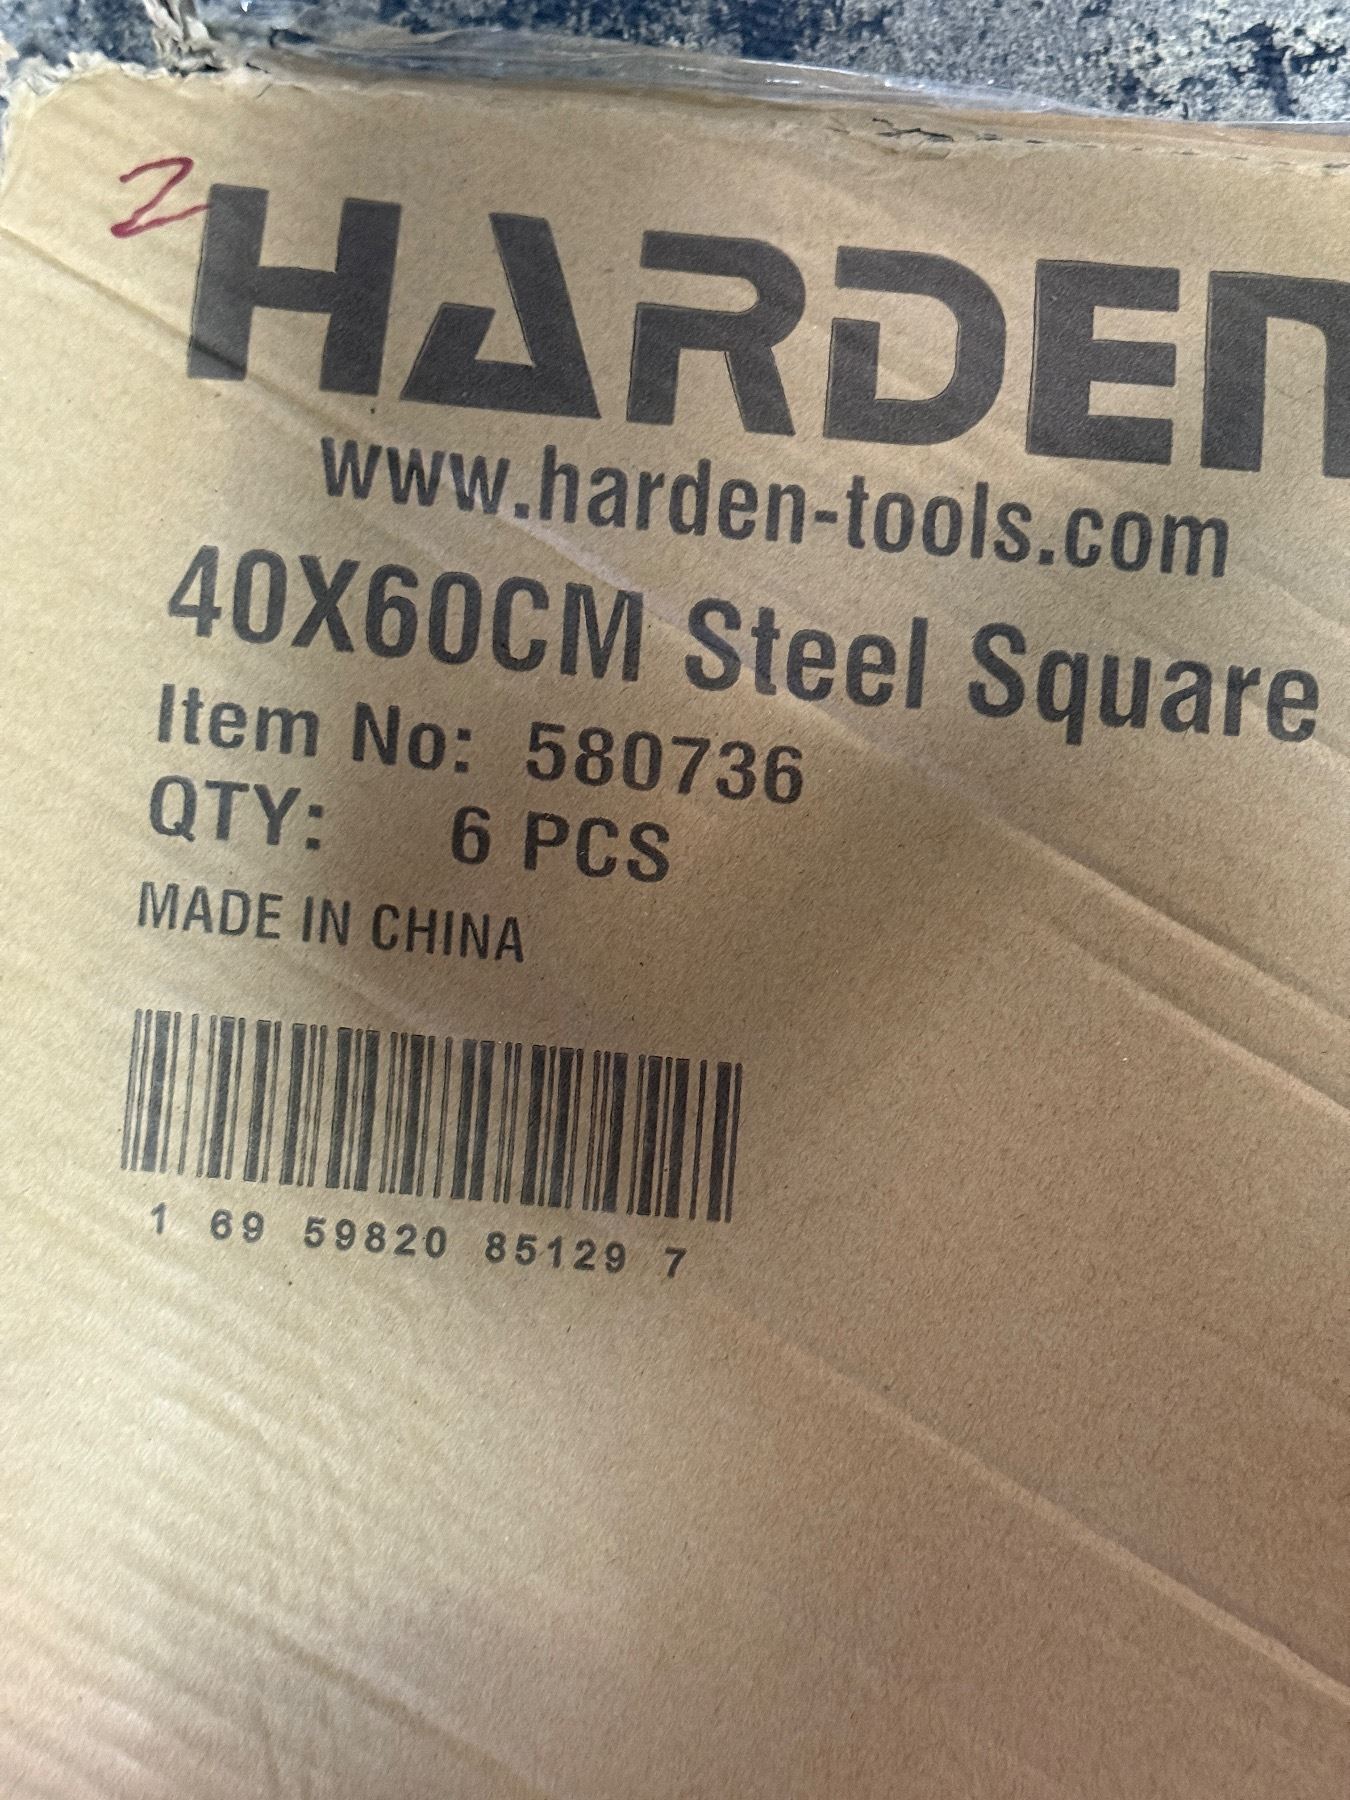 2
HARDEN
www.harden-tools.com
40X60CM Steel Square
Item No: 580736
QTY: 6 PCS
MADE IN CHINA
1 69 59820 85129 7